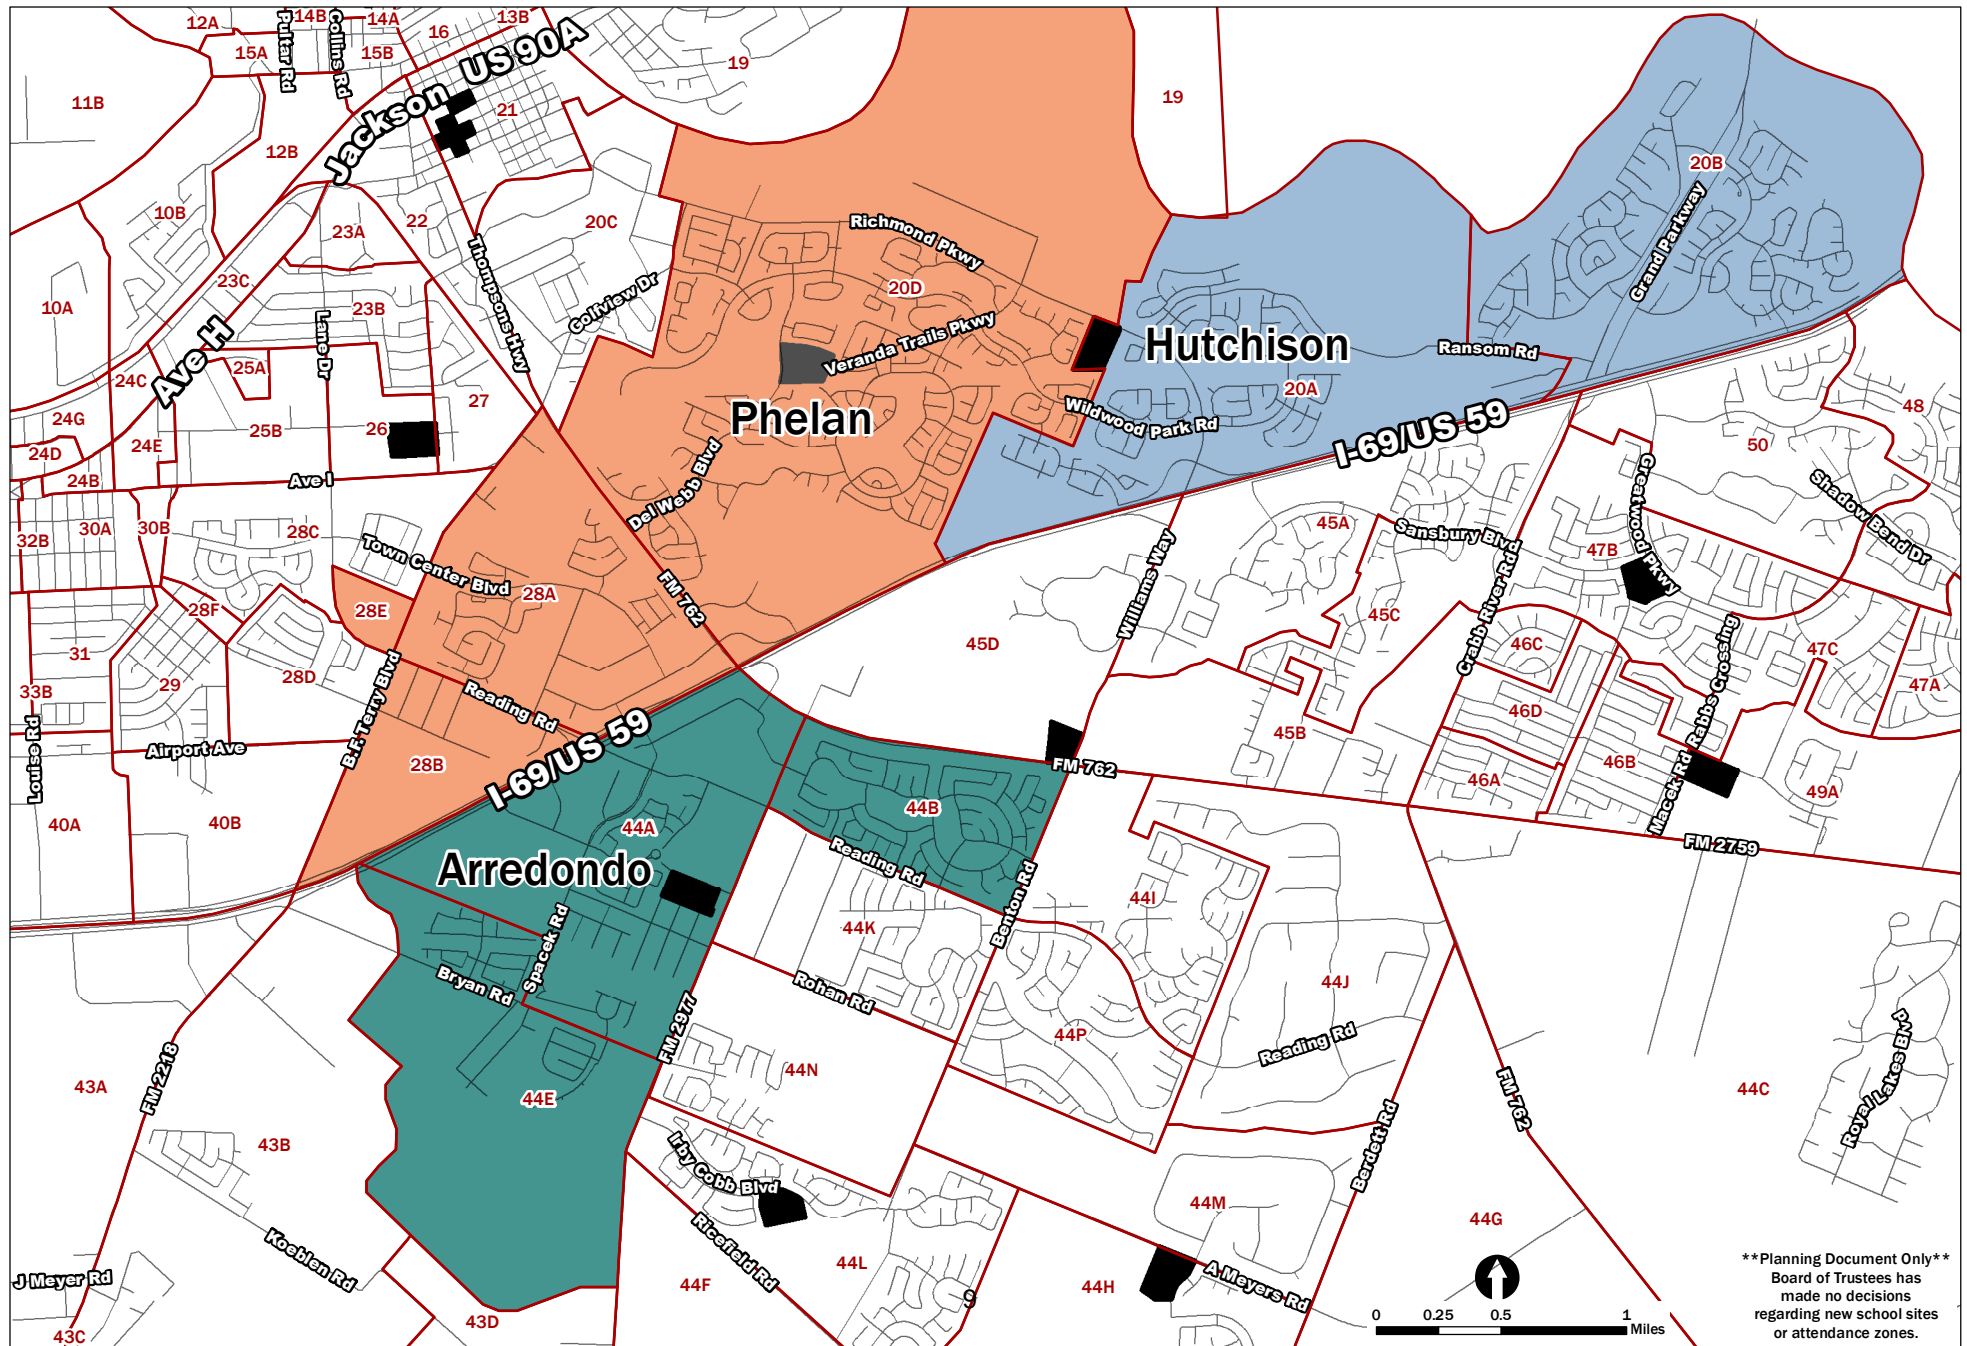 12A
14B
14A
13B
16
15A
Pultar Rd
Collins Rd
15B
US 90A
19
11B
Jackson
21
19
12B
20B
10B
23A
22
20C
Thompsons Hwy
Richmond Pkwy
Grand Parkway
23C
Golfview Dr
20D
10A
Lane Dr
23B
Veranda Trails Pkwy
Hutchison
Ransom Rd
Ave H
25A
24C
20A
27
Phelan
Wildwood Park Rd
I-69/US 59
48
24G
25B
26
24E
24D
24B
Ave I
Del Webb Blvd
50
Greatwood Pkwy
Shadow Bend Dr
30A
30B
28C
32B
45A
Sansbury Blvd
47B
Town Center Blvd
28A
FM 762
Williams Way
Crabb River Rd
28E
28F
45C
46C
45D
31
47C
29
28D
33B
47A
Reading Rd
B.F. Terry Blvd
Rabbs Crossing
46D
Louise Rd
Airport Ave
I-69/US 59
45B
28B
FM 762
46B
46A
Macek Rd
49A
40A
40B
44A
44B
FM 2759
Arredondo
Reading Rd
Benton Rd
44I
44K
Spacek Rd
Bryan Rd
Rohan Rd
44J
FM 2977
44P
Reading Rd
Royal Lakes Blvd
43A
FM 2218
44N
44E
FM 762
44C
43B
Irby Cobb Blvd
Berdett Rd
44M
44G
Ricefield Rd
Koeblen Rd
44L
J Meyer Rd
44F
44H
A Meyers Rd
9
43D
43C
0 0.25 0.5 1
Miles
**Planning Document Only**
Board of Trustees has
made no decisions
regarding new school sites
or attendance zones.